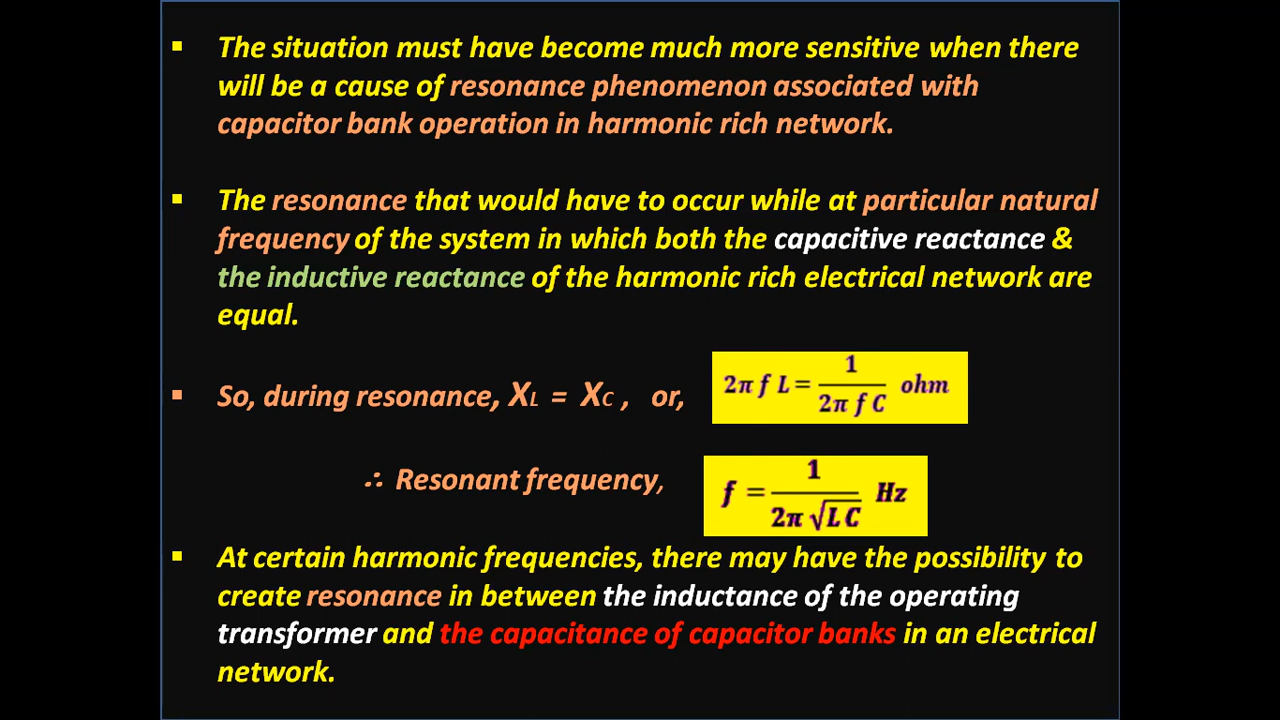 ▪ The situation must have become much more sensitive when there
will be a cause of resonance phenomenon associated with
capacitor bank operation in harmonic rich network.
▪ The resonance that would have to occur while at particular natural
frequency of the system in which both the capacitive reactance &
the inductive reactance of the harmonic rich electrical network are
equal.
▪ So, during resonance, XL = XC , or, 2π f L = 1 / 2π f C ohm
∴ Resonant frequency, f = 1 / 2π √L C Hz
▪ At certain harmonic frequencies, there may have the possibility to
create resonance in between the inductance of the operating
transformer and the capacitance of capacitor banks in an electrical
network.